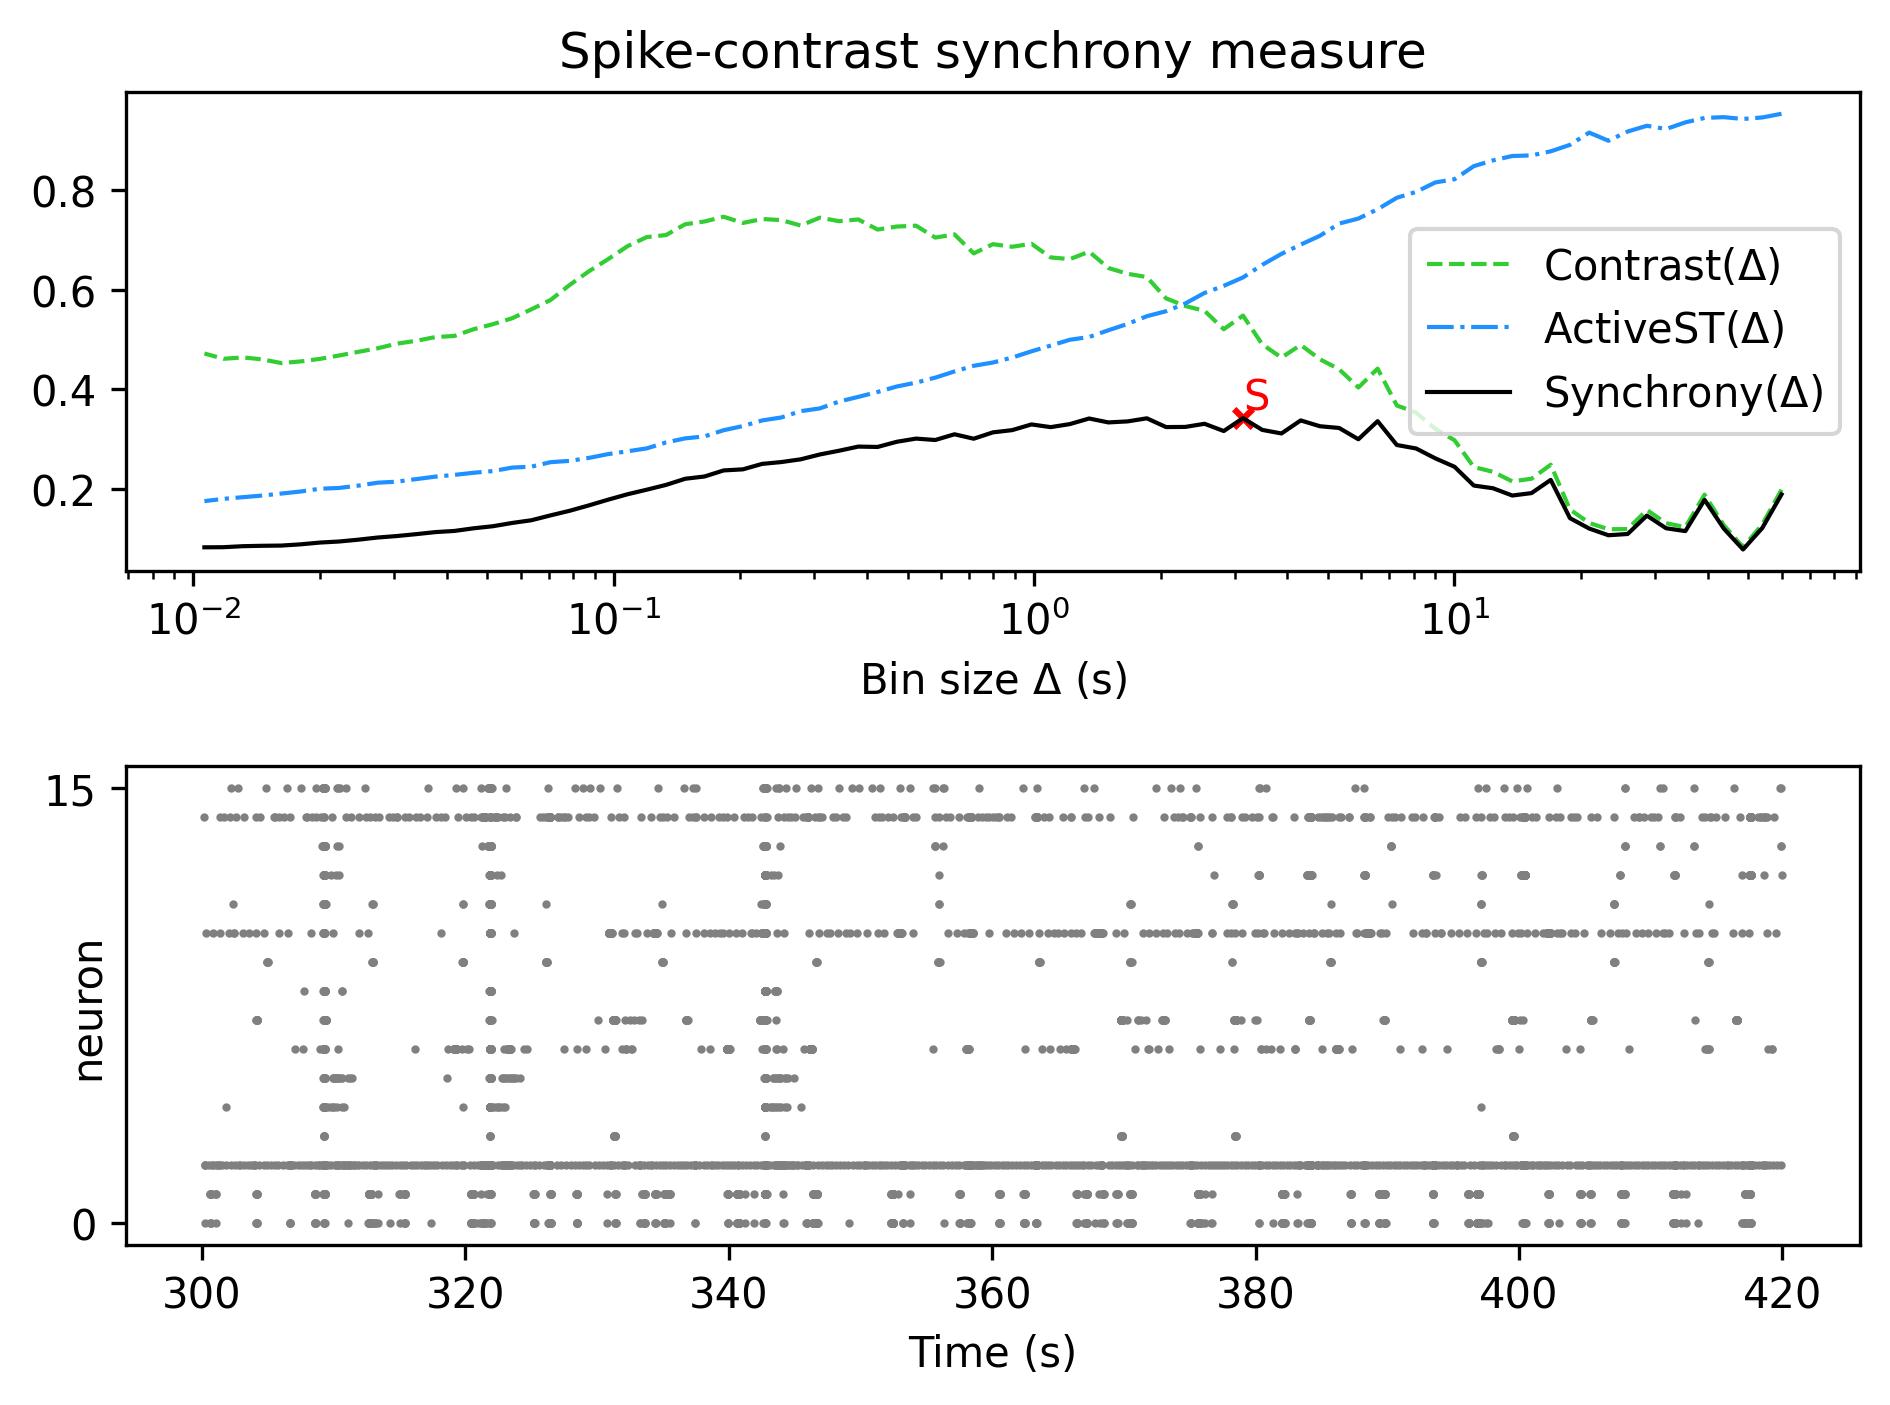 Spike-contrast synchrony measure
0.8
0.6
0.4
0.2
S
Contrast(Δ)
ActiveST(Δ)
Synchrony(Δ)
10⁻² 10⁻¹ 10⁰ 10¹
Bin size Δ (s)
15
neuron
0
300 320 340 360 380 400 420
Time (s)